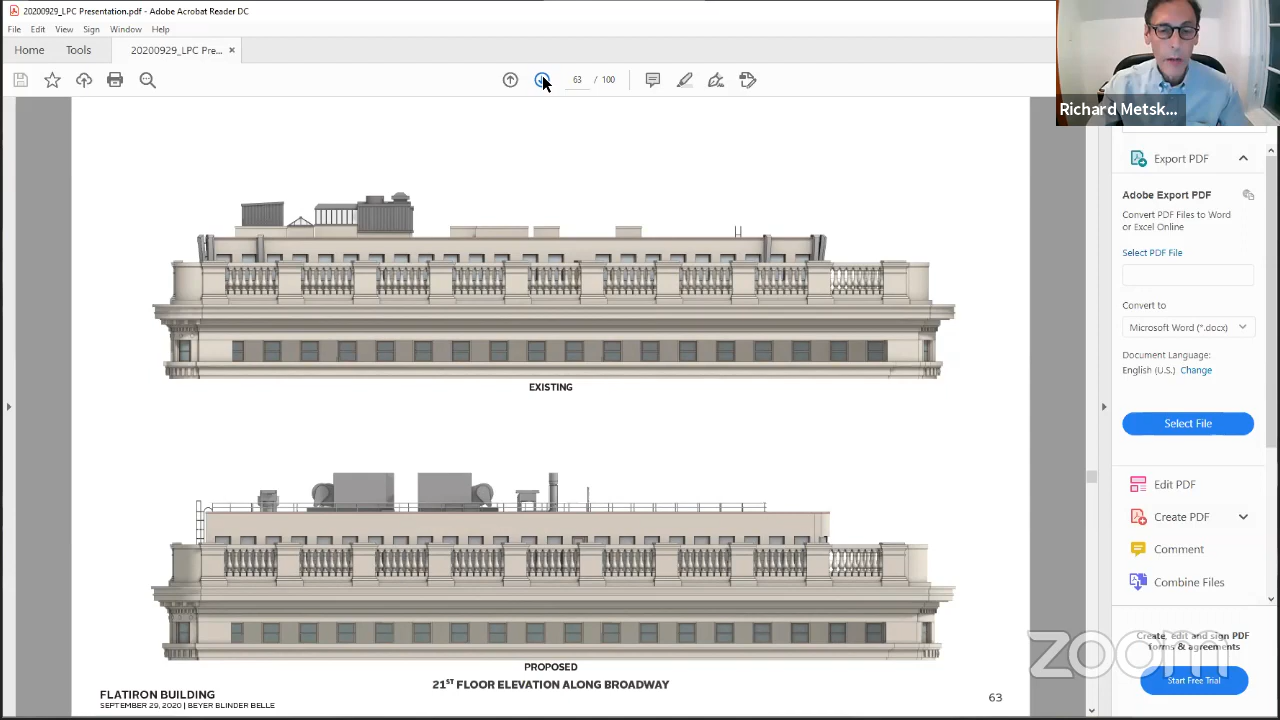 20200929_LPC Presentation.pdf - Adobe Acrobat Reader DC
File Edit View Sign Window Help
Home Tools 20200929_LPC Pre... ×
63 / 100
Richard Metsk...
Export PDF
Adobe Export PDF
Convert PDF Files to Word
or Excel Online
Select PDF File
Convert to
Microsoft Word (*.docx)
Document Language:
English (U.S.) Change
Select File
Edit PDF
Create PDF
Comment
Combine Files
Create, edit and sign PDF
forms & agreements
Start Free Trial
zoom
EXISTING
PROPOSED
21ST FLOOR ELEVATION ALONG BROADWAY
FLATIRON BUILDING
SEPTEMBER 29, 2020 | BEYER BLINDER BELLE
63